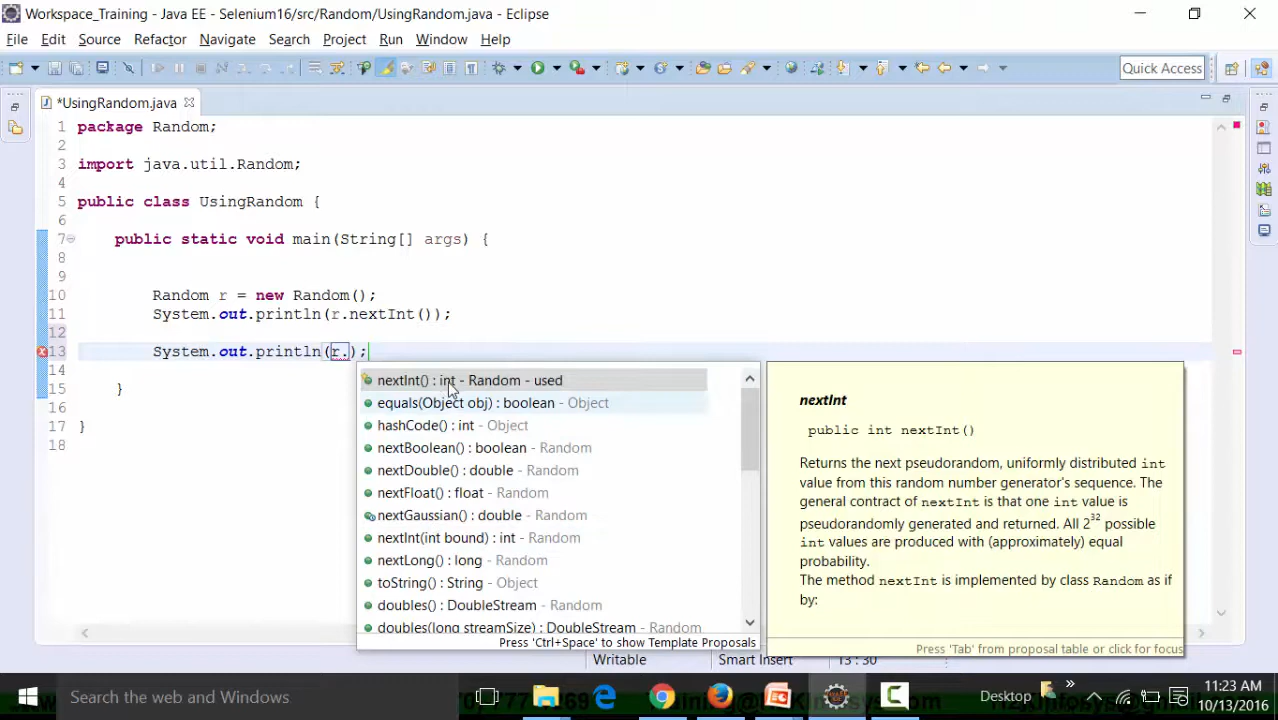 Workspace_Training - Java EE - Selenium16/src/Random/UsingRandom.java - Eclipse
File Edit Source Refactor Navigate Search Project Run Window Help
Quick Access
*UsingRandom.java
1 package Random;
2
3 import java.util.Random;
4
5 public class UsingRandom {
6
7 public static void main(String[] args) {
8
9
10 Random r = new Random();
11 System.out.println(r.nextInt());
12
13 System.out.println(r.);
14
15 }
16
17 }
18
nextInt() : int - Random - used
equals(Object obj) : boolean - Object
hashCode() : int - Object
nextBoolean() : boolean - Random
nextDouble() : double - Random
nextFloat() : float - Random
nextGaussian() : double - Random
nextInt(int bound) : int - Random
nextLong() : long - Random
toString() : String - Object
doubles() : DoubleStream - Random
doubles(long streamSize) : DoubleStream - Random
Press 'Ctrl+Space' to show Template Proposals
nextInt
public int nextInt()
Returns the next pseudorandom, uniformly distributed int
value from this random number generator's sequence. The
general contract of nextInt is that one int value is
pseudorandomly generated and returned. All 2³² possible
int values are produced with (approximately) equal
probability.
The method nextInt is implemented by class Random as if
by:
Press 'Tab' from proposal table or click for focus
Writable Smart Insert 13 : 30
Search the web and Windows
Desktop
11:23 AM
10/13/2016